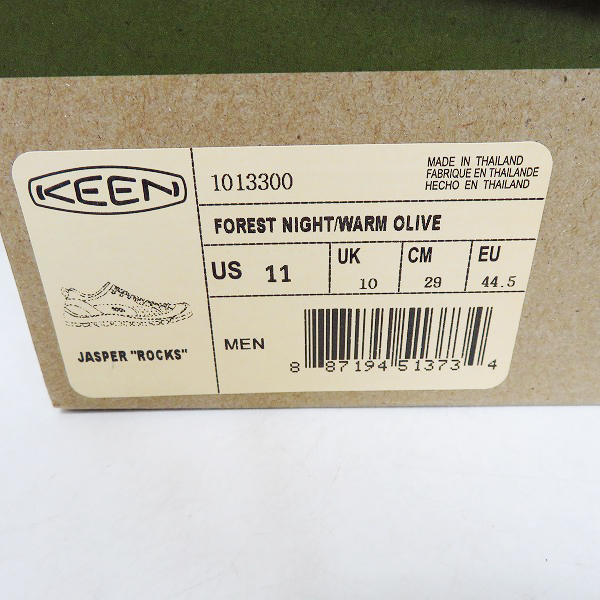 KEEN
1013300
MADE IN THAILAND
FABRIQUE EN THAILANDE
HECHO EN THAILAND
FOREST NIGHT/WARM OLIVE
US 11
UK 10
CM 29
EU 44.5
JASPER "ROCKS"
MEN
8 87194 51373 4